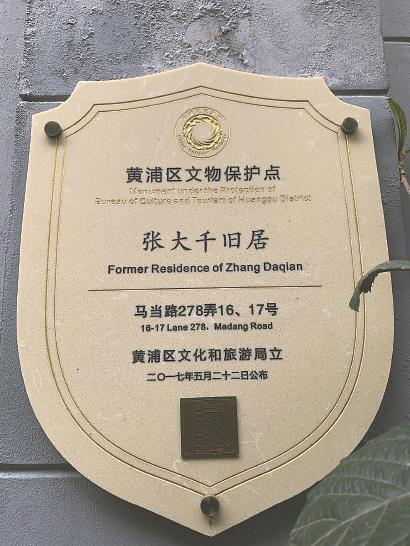 黄浦区文物保护点
Monument under the Protection of
Bureau of Culture and Tourism of Huangpu District
张大千旧居
Former Residence of Zhang Daqian
马当路278弄16、17号
16-17 Lane 278, Madang Road
黄浦区文化和旅游局立
二〇一七年五月二十二日公布